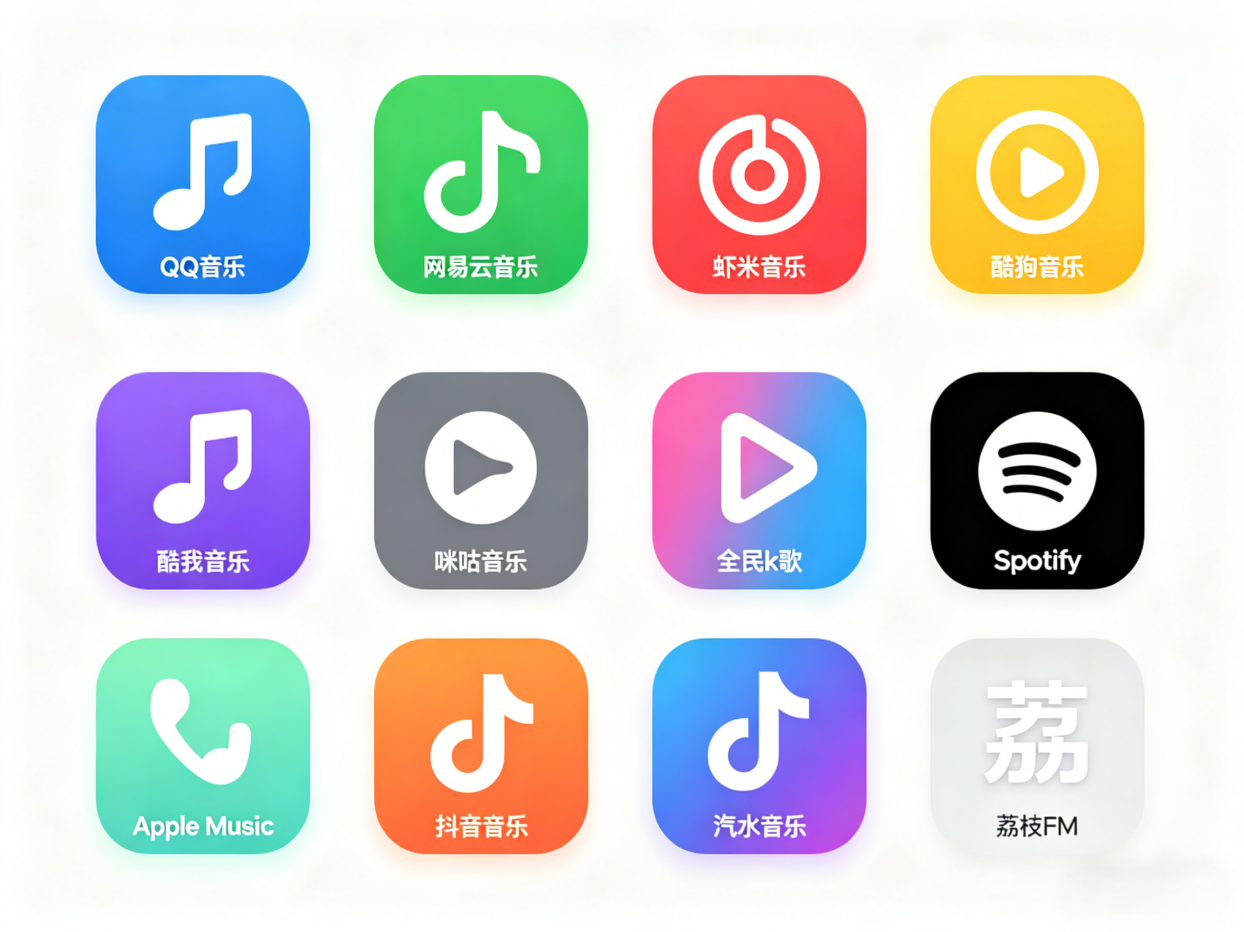 QQ音乐
网易云音乐
虾米音乐
酷狗音乐
酷我音乐
咪咕音乐
全民k歌
Spotify
Apple Music
抖音音乐
汽水音乐
荔
荔枝FM